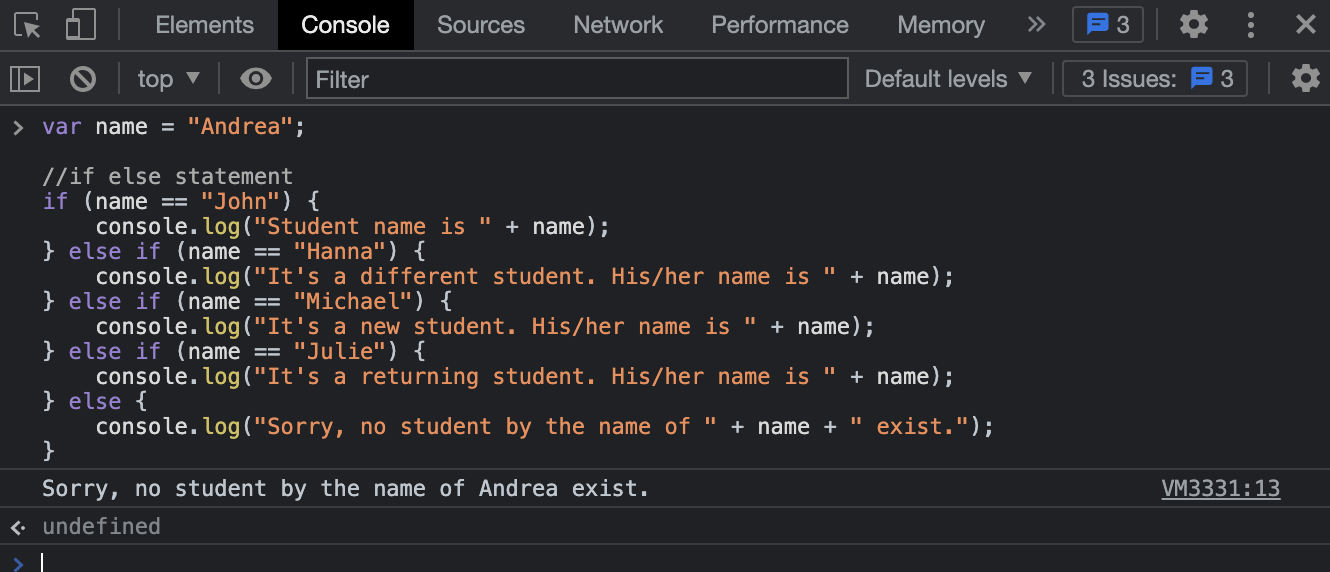 Elements Console Sources Network Performance Memory » 3
top ▼ Filter Default levels ▼ 3 Issues: 3
> var name = "Andrea";
//if else statement
if (name == "John") {
    console.log("Student name is " + name);
} else if (name == "Hanna") {
    console.log("It's a different student. His/her name is " + name);
} else if (name == "Michael") {
    console.log("It's a new student. His/her name is " + name);
} else if (name == "Julie") {
    console.log("It's a returning student. His/her name is " + name);
} else {
    console.log("Sorry, no student by the name of " + name + " exist.");
}
Sorry, no student by the name of Andrea exist. VM3331:13
undefined
>